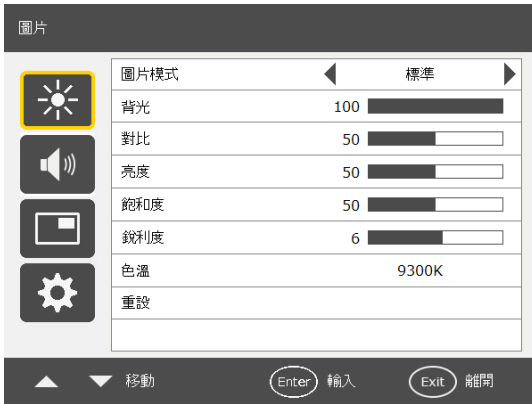 圖片
圖片模式 標準
背光 100
對比 50
亮度 50
飽和度 50
銳利度 6
色溫 9300K
重設
移動 Enter 輸入 Exit 離開